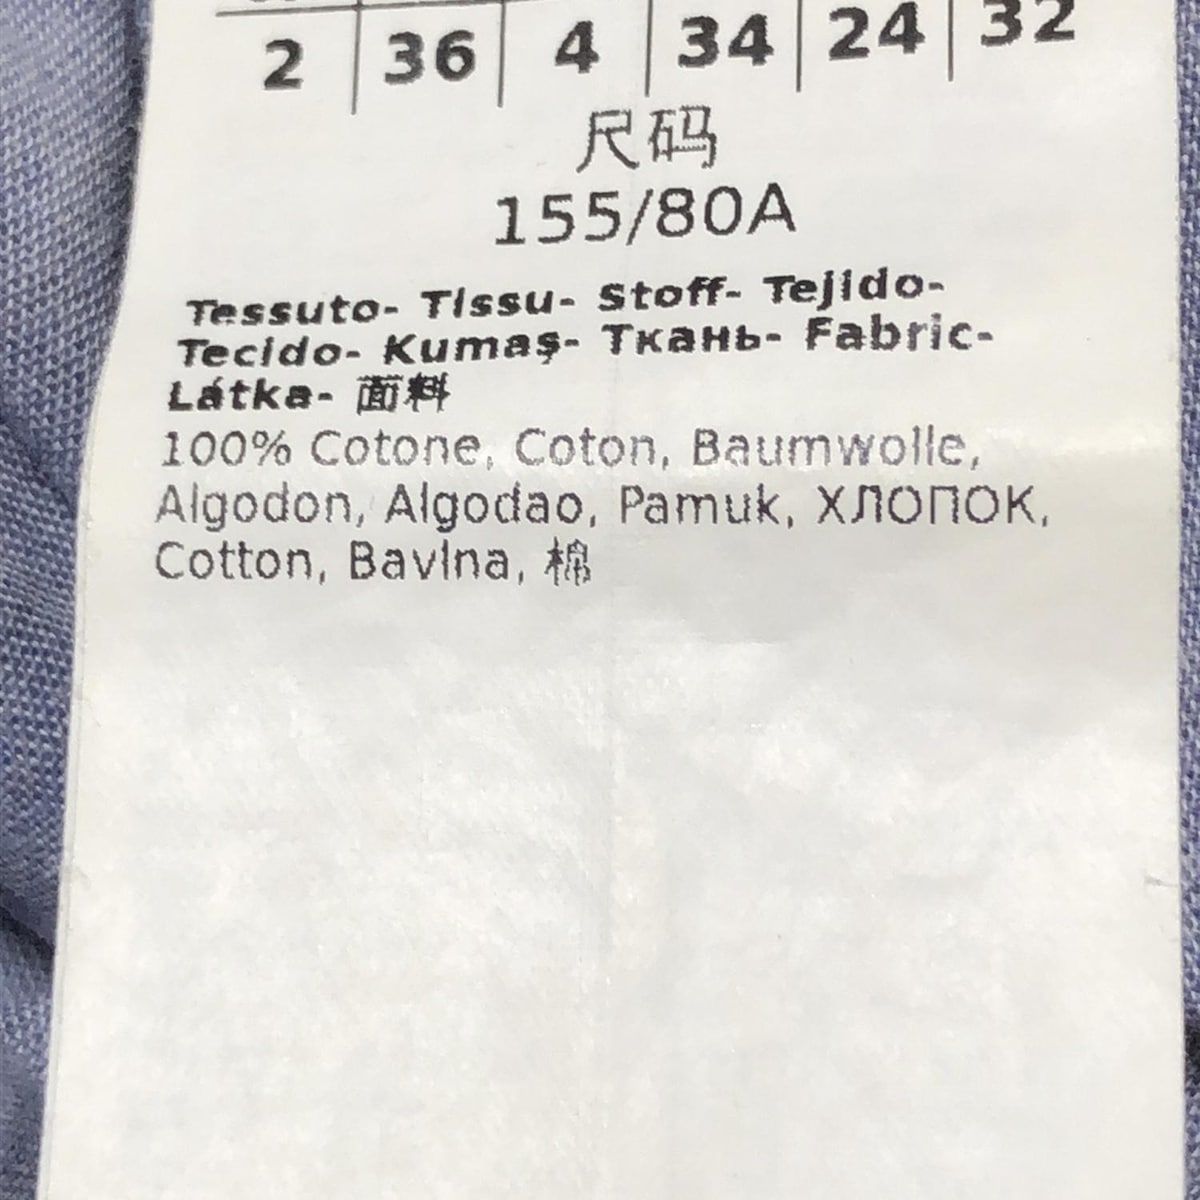 2 36 4 34 24 32
尺码
155/80A
Tessuto- Tissu- Stoff- Tejido-
Tecido- Kumaş- Ткань- Fabric-
Látka- 面料
100% Cotone, Coton, Baumwolle,
Algodon, Algodao, Pamuk, ХЛОПОК,
Cotton, Bavlna, 棉